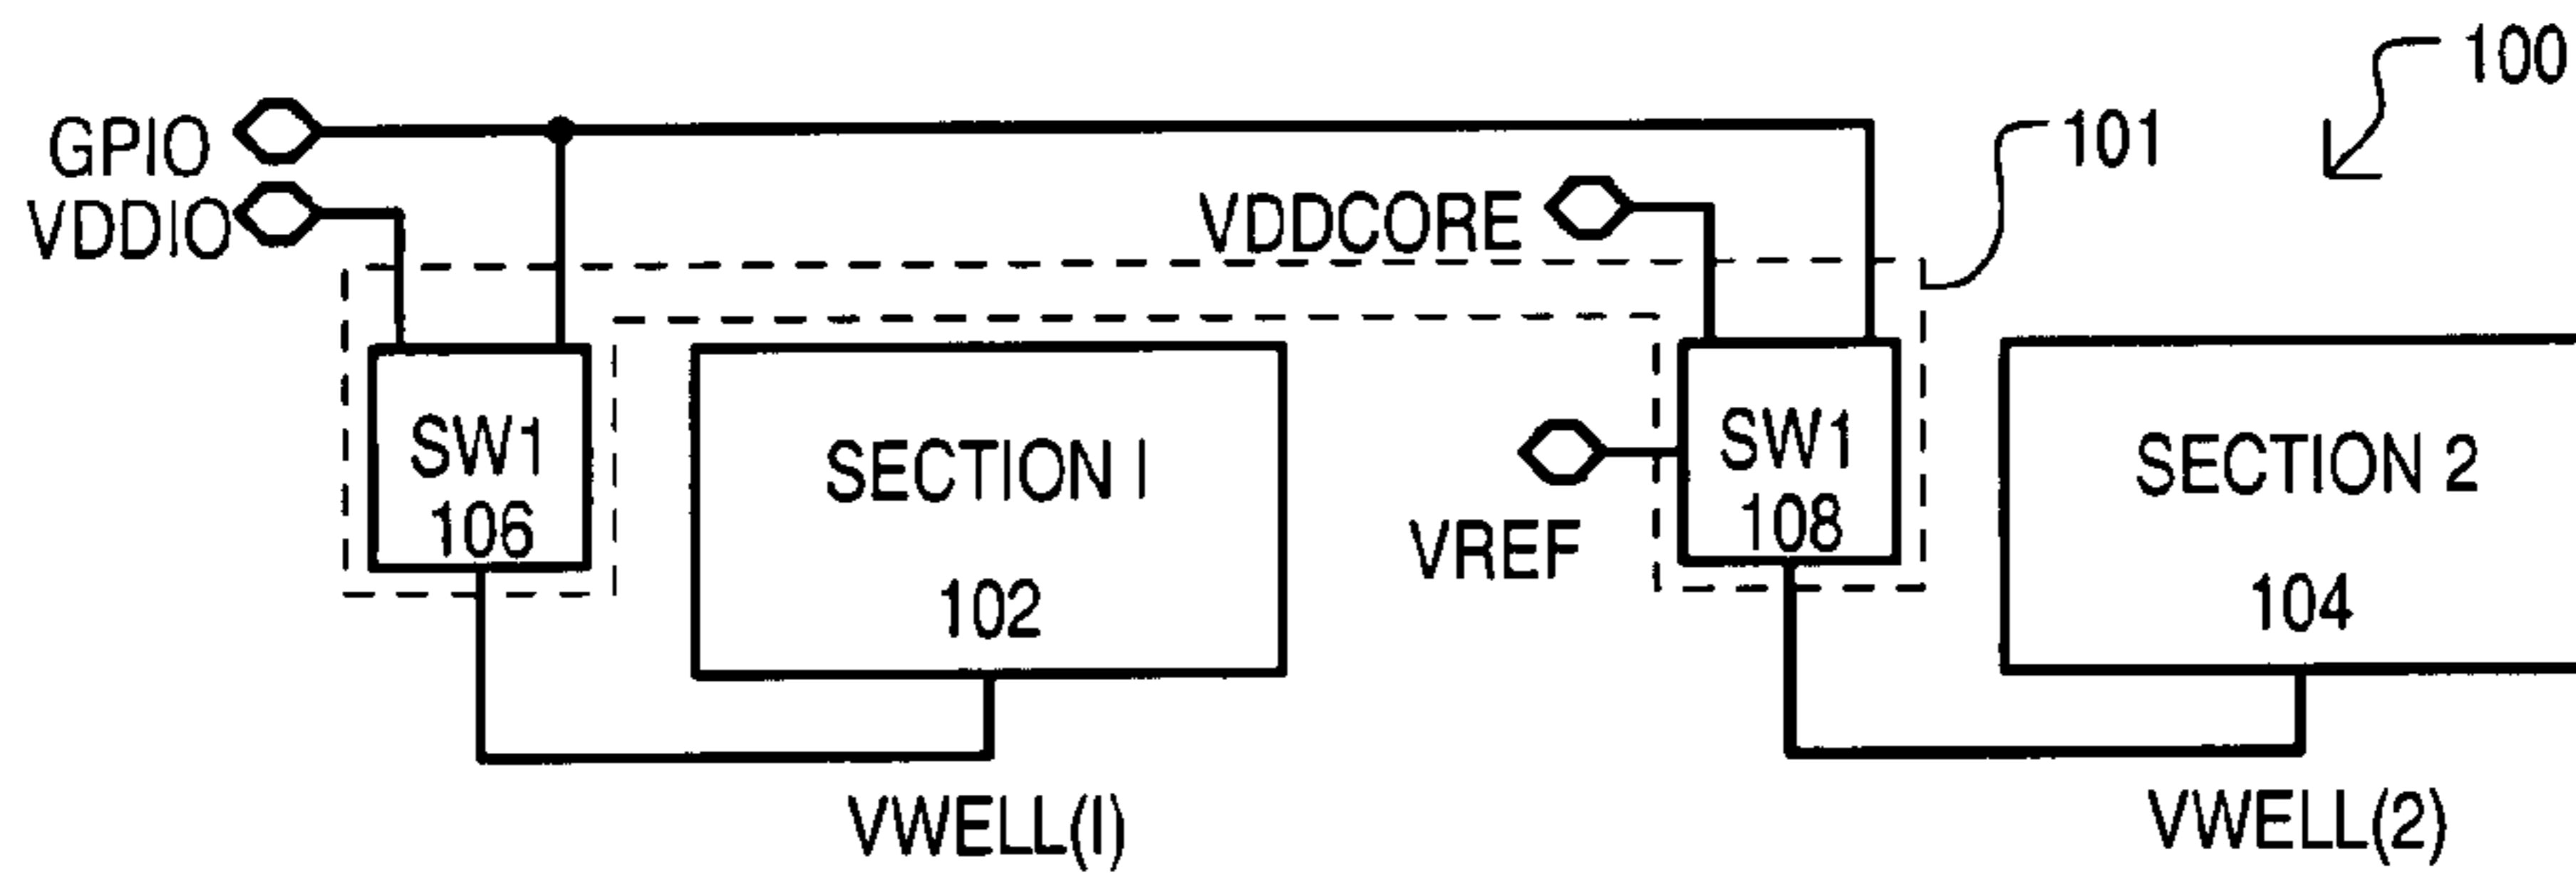 100
GPIO
101
VDDIO
VDDCORE
SW1
106
SECTION I
102
VREF
SW1
108
SECTION 2
104
VWELL(I)
VWELL(2)